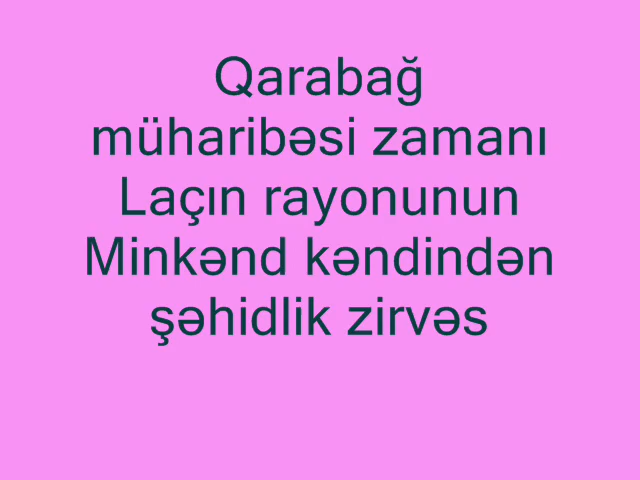 Qarabağ
müharibəsi zamanı
Laçın rayonunun
Minkənd kəndindən
şəhidlik zirvəs